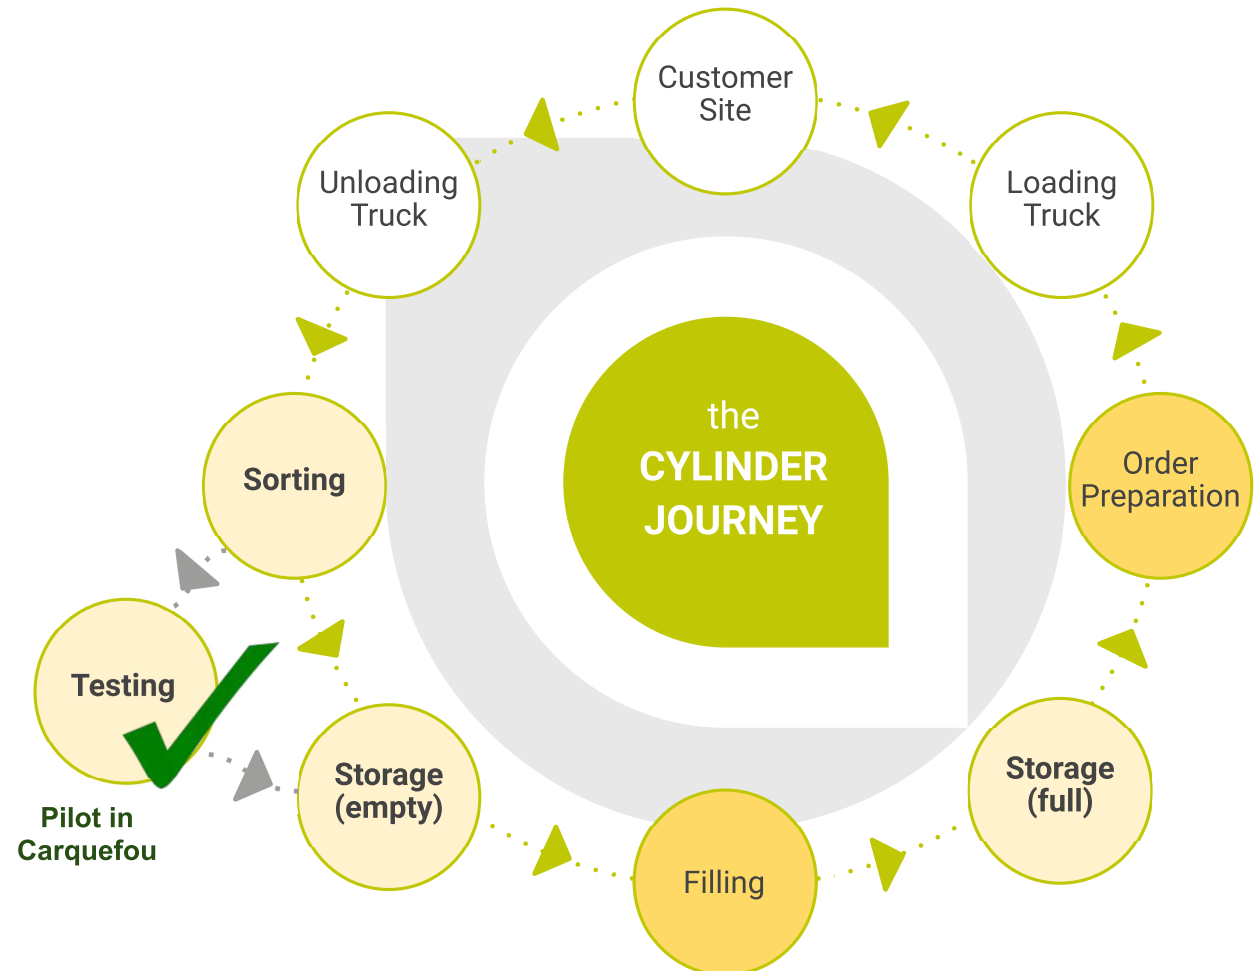 Customer
Site
Unloading
Truck
Loading
Truck
the
CYLINDER
JOURNEY
Sorting
Order
Preparation
Testing
Storage
(empty)
Storage
(full)
Pilot in
Carquefou
Filling